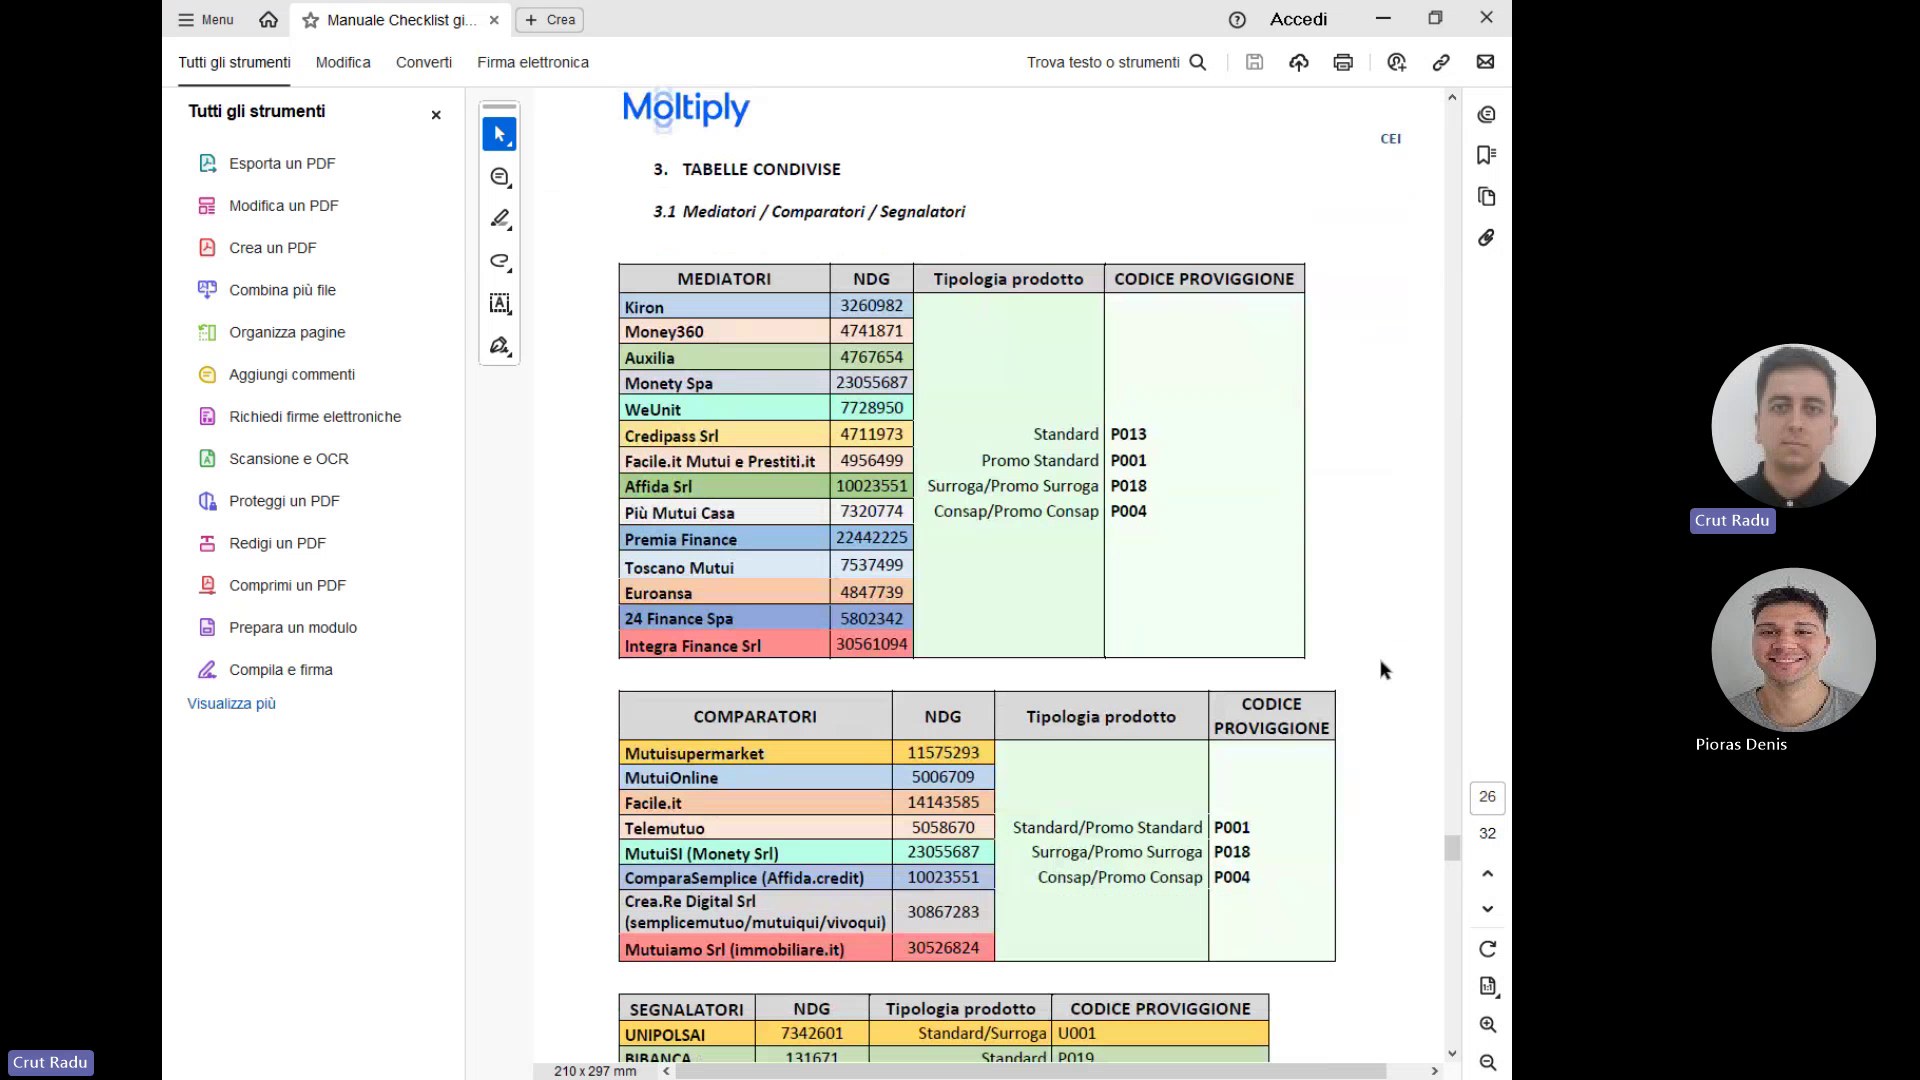 Menu
Manuale Checklist gi...
Crea
Accedi
Tutti gli strumenti
Modifica
Converti
Firma elettronica
Trova testo o strumenti
Tutti gli strumenti
Esporta un PDF
Modifica un PDF
Crea un PDF
Combina più file
Organizza pagine
Aggiungi commenti
Richiedi firme elettroniche
Scansione e OCR
Proteggi un PDF
Redigi un PDF
Comprimi un PDF
Prepara un modulo
Compila e firma
Visualizza più
Moltiply
CEI
3. TABELLE CONDIVISE
3.1 Mediatori / Comparatori / Segnalatori
MEDIATORI NDG Tipologia prodotto CODICE PROVIGGIONE
Kiron 3260982
Money360 4741871
Auxilia 4767654
Monety Spa 23055687
WeUnit 7728950
Credipass Srl 4711973 Standard P013
Facile.it Mutui e Prestiti.it 4956499 Promo Standard P001
Affida Srl 10023551 Surroga/Promo Surroga P018
Più Mutui Casa 7320774 Consap/Promo Consap P004
Premia Finance 22442225
Toscano Mutui 7537499
Euroansa 4847739
24 Finance Spa 5802342
Integra Finance Srl 30561094
COMPARATORI NDG Tipologia prodotto CODICE
PROVIGGIONE
Mutuisupermarket 11575293
MutuiOnline 5006709
Facile.it 14143585
Telemutuo 5058670 Standard/Promo Standard P001
MutuiSI (Monety Srl) 23055687 Surroga/Promo Surroga P018
ComparaSemplice (Affida.credit) 10023551 Consap/Promo Consap P004
Crea.Re Digital Srl
(semplicemutuo/mutuiqui/vivoqui) 30867283
Mutuiamo Srl (immobiliare.it) 30526824
SEGNALATORI NDG Tipologia prodotto CODICE PROVIGGIONE
UNIPOLSAI 7342601 Standard/Surroga U001
BIBANCA 131671 Standard P019
210 x 297 mm
26
32
Crut Radu
Pioras Denis
Crut Radu